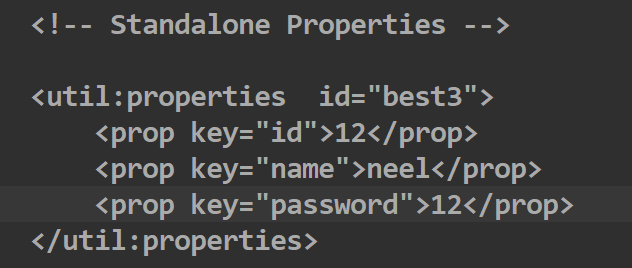 <!-- Standalone Properties -->
<util:properties  id="best3">
    <prop key="id">12</prop>
    <prop key="name">neel</prop>
    <prop key="password">12</prop>
</util:properties>